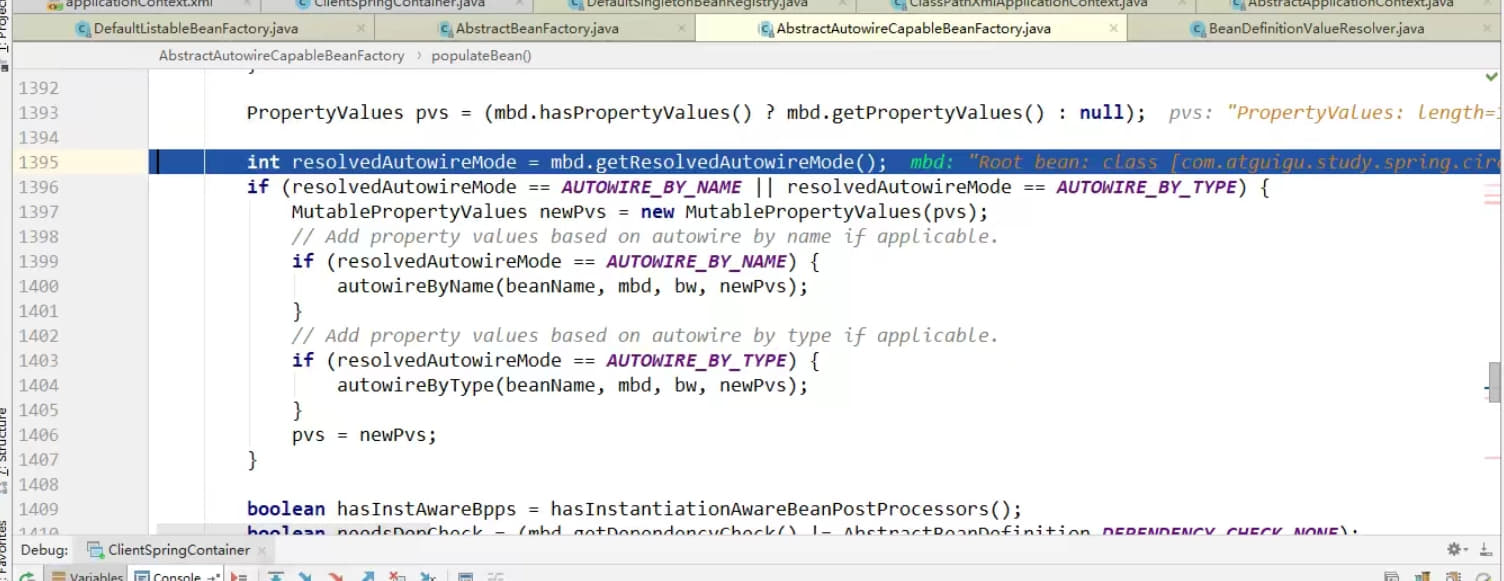 applicationContext.xml ClientSpringContainer.java DefaultSingletonBeanRegistry.java ClassPathXmlApplicationContext.java AbstractApplicationContext.java
DefaultListableBeanFactory.java AbstractBeanFactory.java AbstractAutowireCapableBeanFactory.java BeanDefinitionValueResolver.java
AbstractAutowireCapableBeanFactory populateBean()
1392
1393 PropertyValues pvs = (mbd.hasPropertyValues() ? mbd.getPropertyValues() : null); pvs: "PropertyValues: length=
1394
1395 int resolvedAutowireMode = mbd.getResolvedAutowireMode(); mbd: "Root bean: class [com.atguigu.study.spring.circ
1396 if (resolvedAutowireMode == AUTOWIRE_BY_NAME || resolvedAutowireMode == AUTOWIRE_BY_TYPE) {
1397 MutablePropertyValues newPvs = new MutablePropertyValues(pvs);
1398 // Add property values based on autowire by name if applicable.
1399 if (resolvedAutowireMode == AUTOWIRE_BY_NAME) {
1400 autowireByName(beanName, mbd, bw, newPvs);
1401 }
1402 // Add property values based on autowire by type if applicable.
1403 if (resolvedAutowireMode == AUTOWIRE_BY_TYPE) {
1404 autowireByType(beanName, mbd, bw, newPvs);
1405 }
1406 pvs = newPvs;
1407 }
1408
1409 boolean hasInstAwareBpps = hasInstantiationAwareBeanPostProcessors();
1410 boolean needsDepCheck = (mbd.getDependencyCheck() != AbstractBeanDefinition.DEPENDENCY_CHECK_NONE);
Debug: ClientSpringContainer
Variables Console
1: Project
7: Structure
Favorites